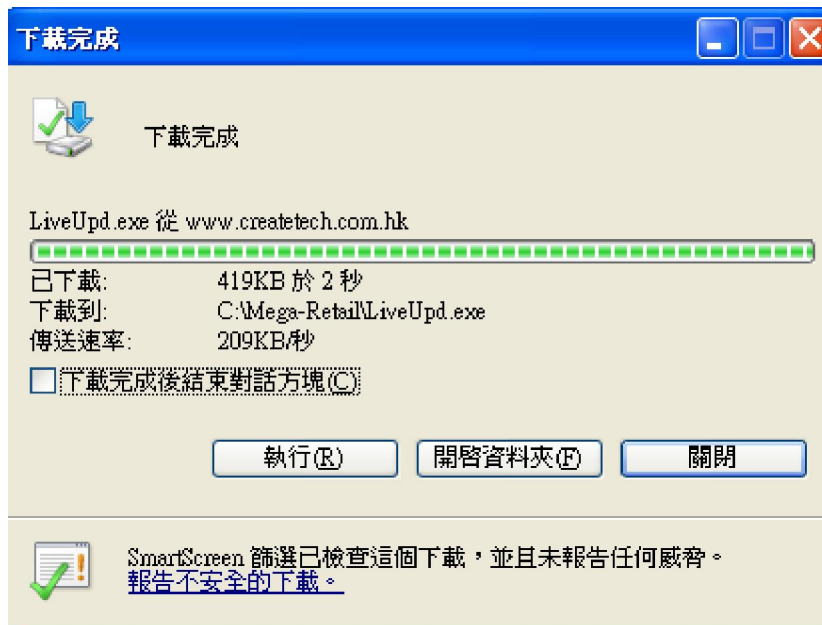 下載完成
下載完成
LiveUpd.exe 從 www.createtech.com.hk
已下載: 419KB 於 2 秒
下載到: C:\Mega-Retail\LiveUpd.exe
傳送速率: 209KB/秒
下載完成後結束對話方塊(C)
執行(R) 開啓資料夾(F) 關閉
SmartScreen 篩選已檢查這個下載，並且未報告任何威脅。
報告不安全的下載。